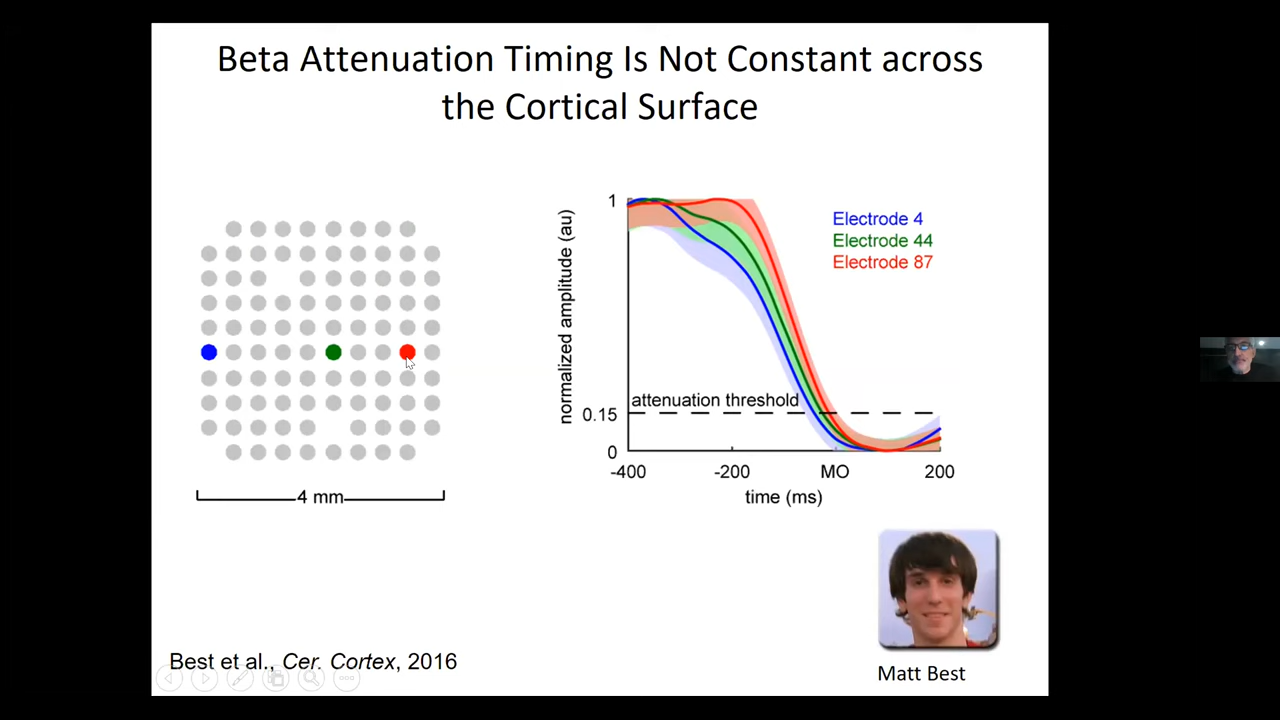 Beta Attenuation Timing Is Not Constant across
the Cortical Surface
4 mm
normalized amplitude (au)
1
0.15
0
attenuation threshold
Electrode 4
Electrode 44
Electrode 87
-400
-200
MO
200
time (ms)
Matt Best
Best et al., Cer. Cortex, 2016